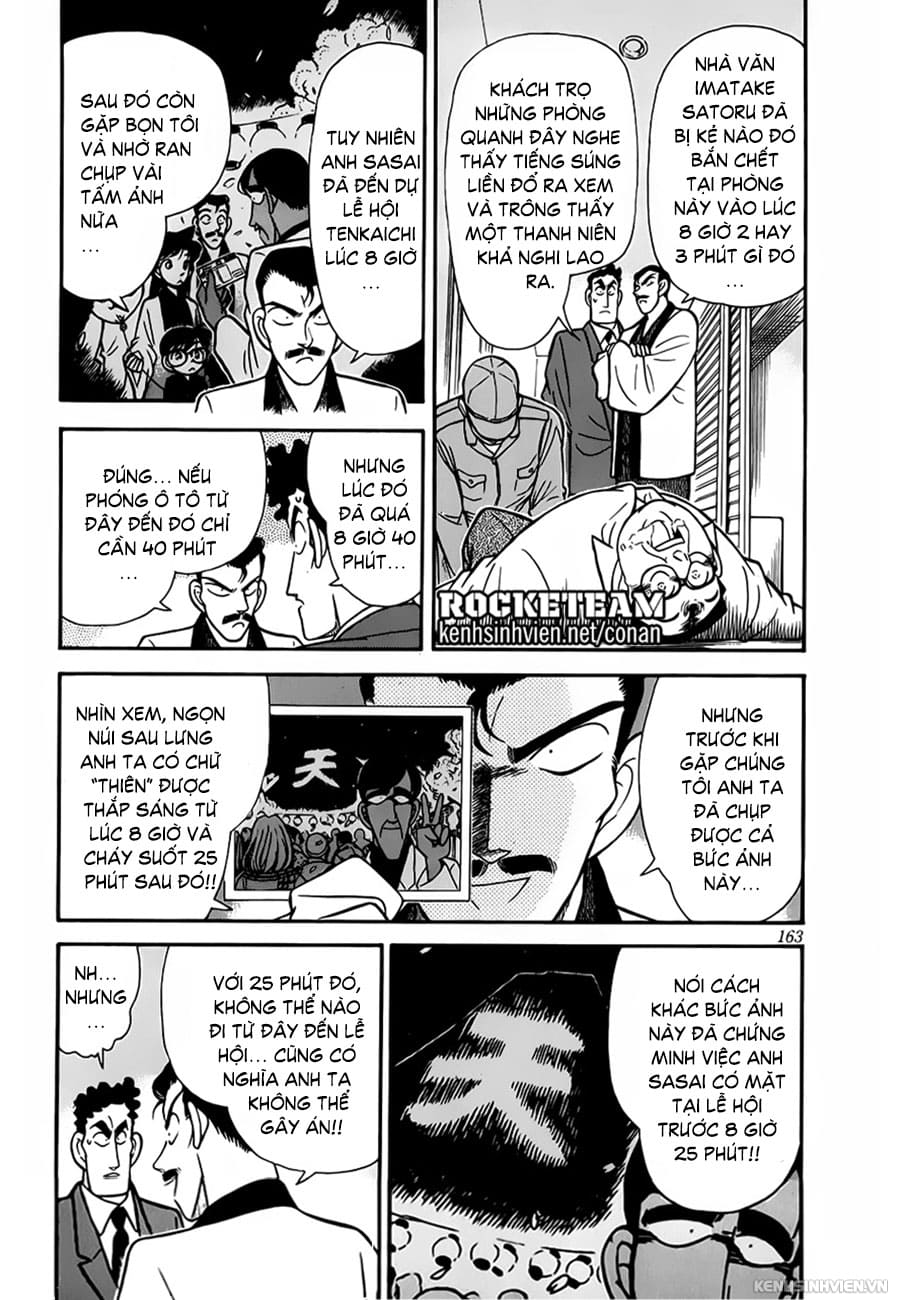 NHÀ VĂN
IMATAKE
SATORU ĐÃ
BỊ KẺ NÀO ĐÓ
BẮN CHẾT
TẠI PHÒNG
NÀY VÀO LÚC
8 GIỜ 2 HAY
3 PHÚT GÌ ĐÓ
...
KHÁCH TRỌ
NHỮNG PHÒNG
QUANH ĐÂY NGHE
THẤY TIẾNG SÚNG
LIỀN ĐỔ RA XEM
VÀ TRÔNG THẤY
MỘT THANH NIÊN
KHẢ NGHI LAO
RA.
ROCKETEAM
kenhsinhvien.net/conan
TUY NHIÊN
ANH SASAI
ĐÃ ĐẾN DỰ
LỄ HỘI
TENKAICHI
LÚC 8 GIỜ
SAU ĐÓ CÒN
GẶP BỌN TÔI
VÀ NHỜ RAN
CHỤP VÀI
TẤM ẢNH
NỮA
...
NHƯNG
LÚC ĐÓ
ĐÃ QUÁ
8 GIỜ 40
PHÚT...
ĐÚNG... NẾU
PHÓNG Ô TÔ TỪ
ĐÂY ĐẾN ĐÓ CHỈ
CẦN 40 PHÚT
...
NHƯNG
TRƯỚC KHI
GẶP CHÚNG
TÔI ANH TA
ĐÃ CHỤP
ĐƯỢC CẢ
BỨC ẢNH
NÀY...
天
NHÌN XEM, NGỌN
NÚI SAU LƯNG
ANH TA CÓ CHỮ
"THIÊN" ĐƯỢC
THẮP SÁNG TỪ
LÚC 8 GIỜ VÀ
CHÁY SUỐT 25
PHÚT SAU ĐÓ!!
163
NÓI CÁCH
KHÁC BỨC ẢNH
NÀY ĐÃ CHỨNG
MINH VIỆC ANH
SASAI CÓ MẶT
TẠI LỄ HỘI
TRƯỚC 8 GIỜ
25 PHÚT!!
天
VỚI 25 PHÚT ĐÓ,
KHÔNG THỂ NÀO
ĐI TỪ ĐÂY ĐẾN LỄ
HỘI... CŨNG CÓ
NGHĨA ANH TA
KHÔNG THỂ
GÂY ÁN!!
NH...
NHƯNG
...
KENHSINHVIEN.VN